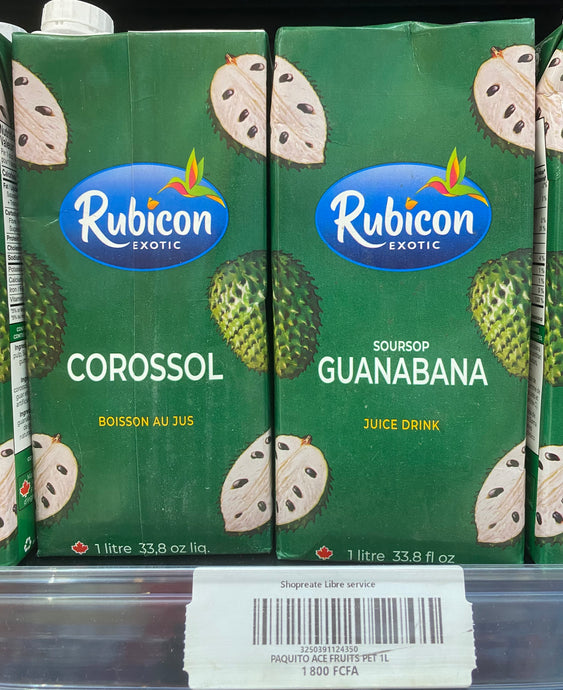 Rubicon
EXOTIC
COROSSOL
BOISSON AU JUS
1 litre 33,8 oz liq.
Rubicon
EXOTIC
SOURSOP
GUANABANA
JUICE DRINK
1 litre 33.8 fl oz
Shopreate Libre service
3250391124350
PAQUITO ACE FRUITS PET 1L
1 800 FCFA